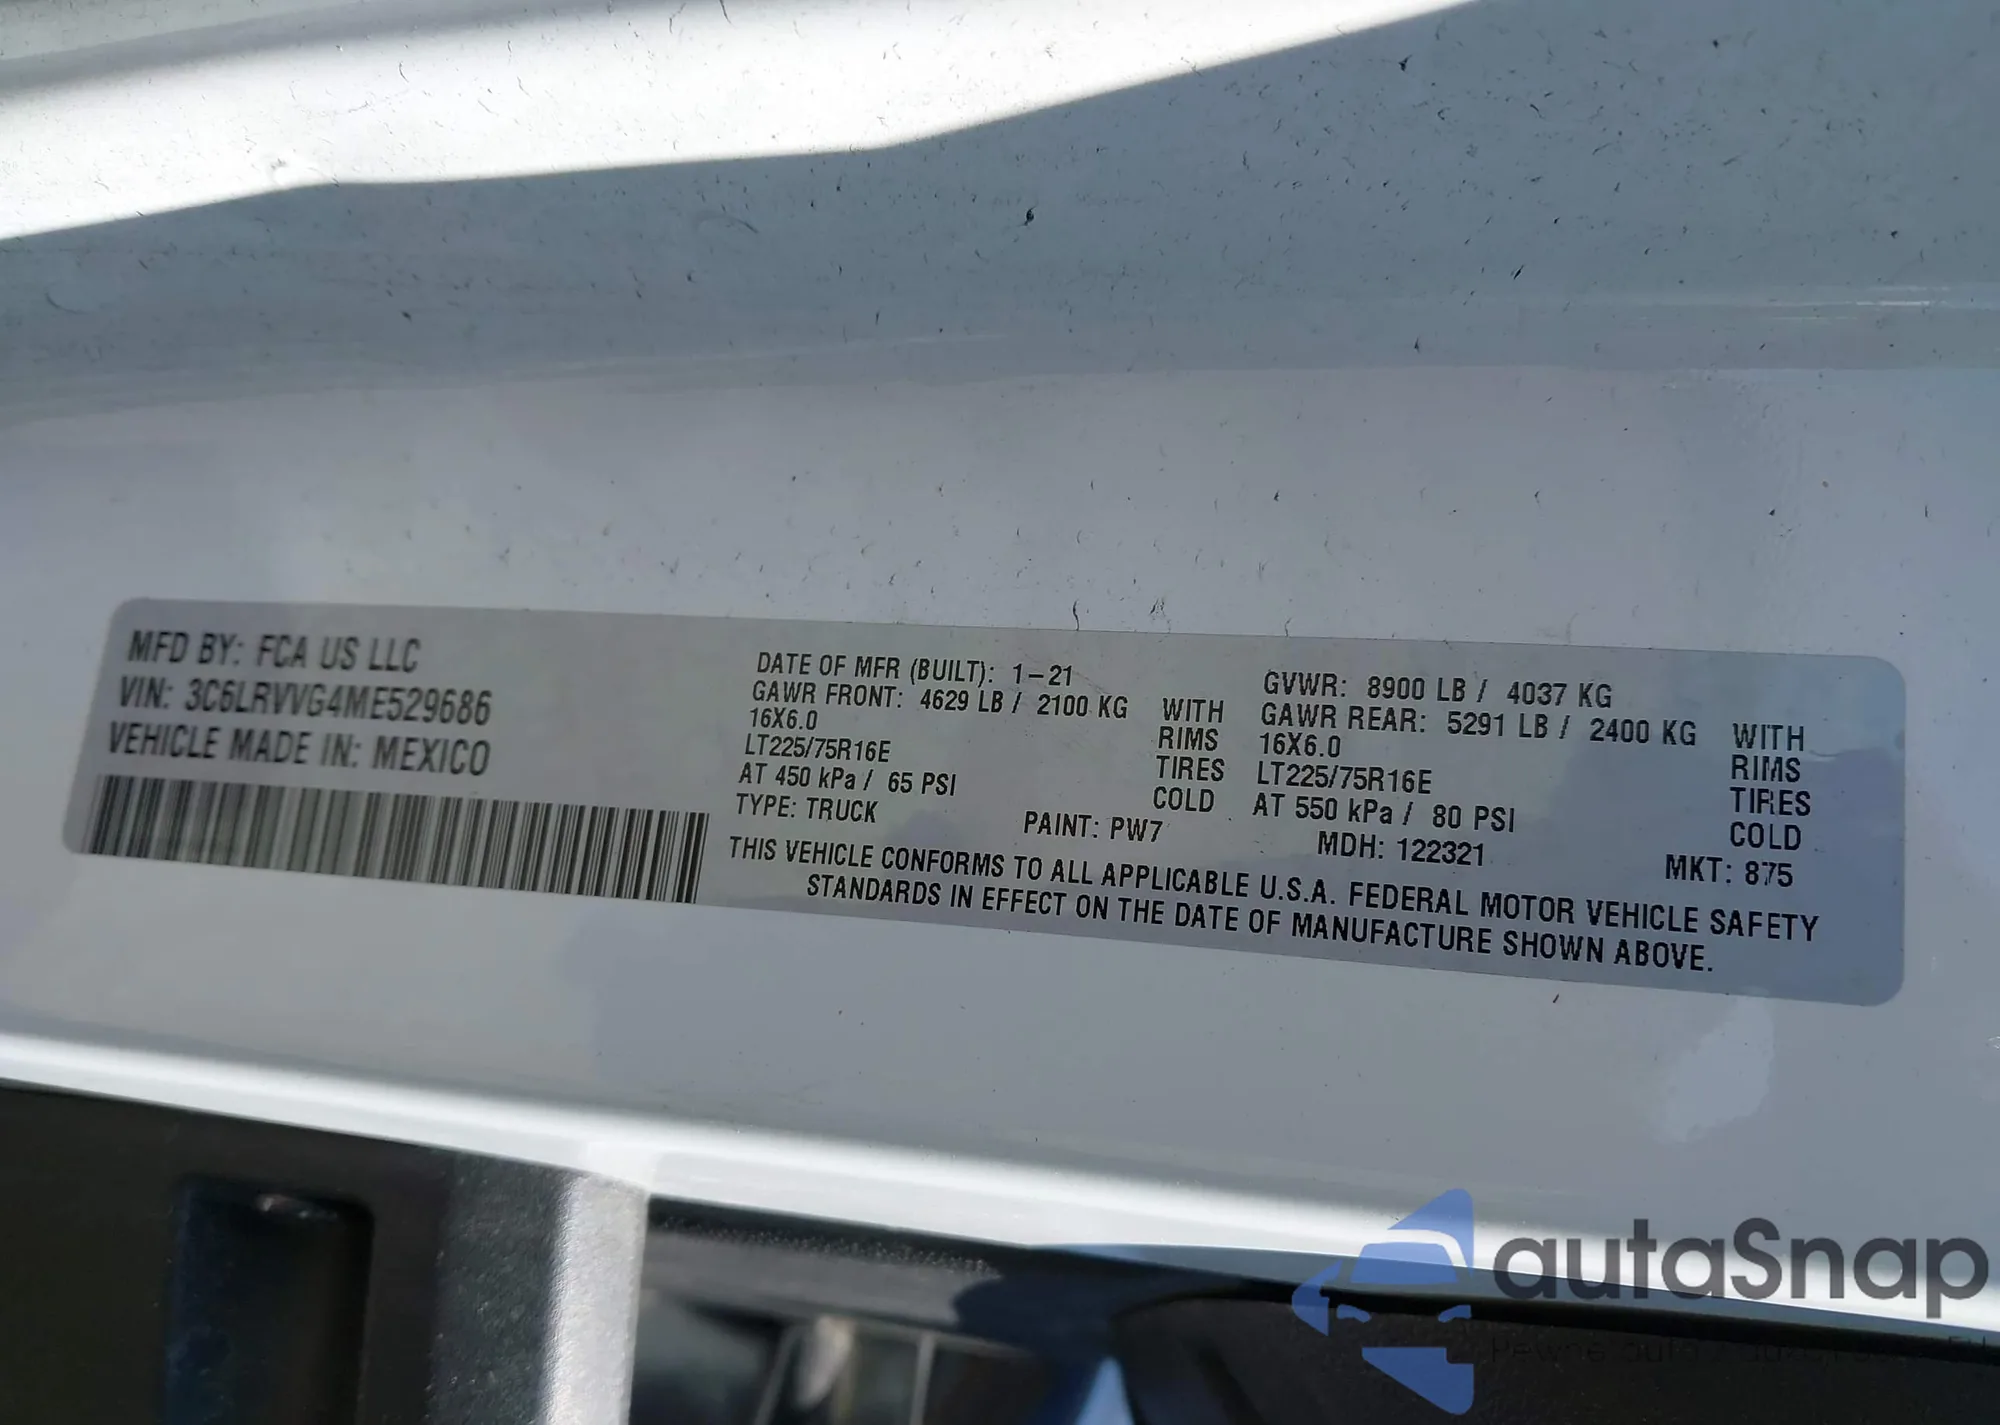 MFD BY: FCA US LLC
VIN: 3C6LRVVG4ME529686
VEHICLE MADE IN: MEXICO
DATE OF MFR (BUILT): 1-21
GAWR FRONT: 4629 LB / 2100 KG WITH
16X6.0 RIMS
LT225/75R16E TIRES
AT 450 kPa / 65 PSI COLD
TYPE: TRUCK
GVWR: 8900 LB / 4037 KG
GAWR REAR: 5291 LB / 2400 KG WITH
16X6.0 RIMS
LT225/75R16E TIRES
AT 550 kPa / 80 PSI COLD
PAINT: PW7 MDH: 122321 MKT: 875
THIS VEHICLE CONFORMS TO ALL APPLICABLE U.S.A. FEDERAL MOTOR VEHICLE SAFETY
STANDARDS IN EFFECT ON THE DATE OF MANUFACTURE SHOWN ABOVE.
autaSnap
Pewne auto /